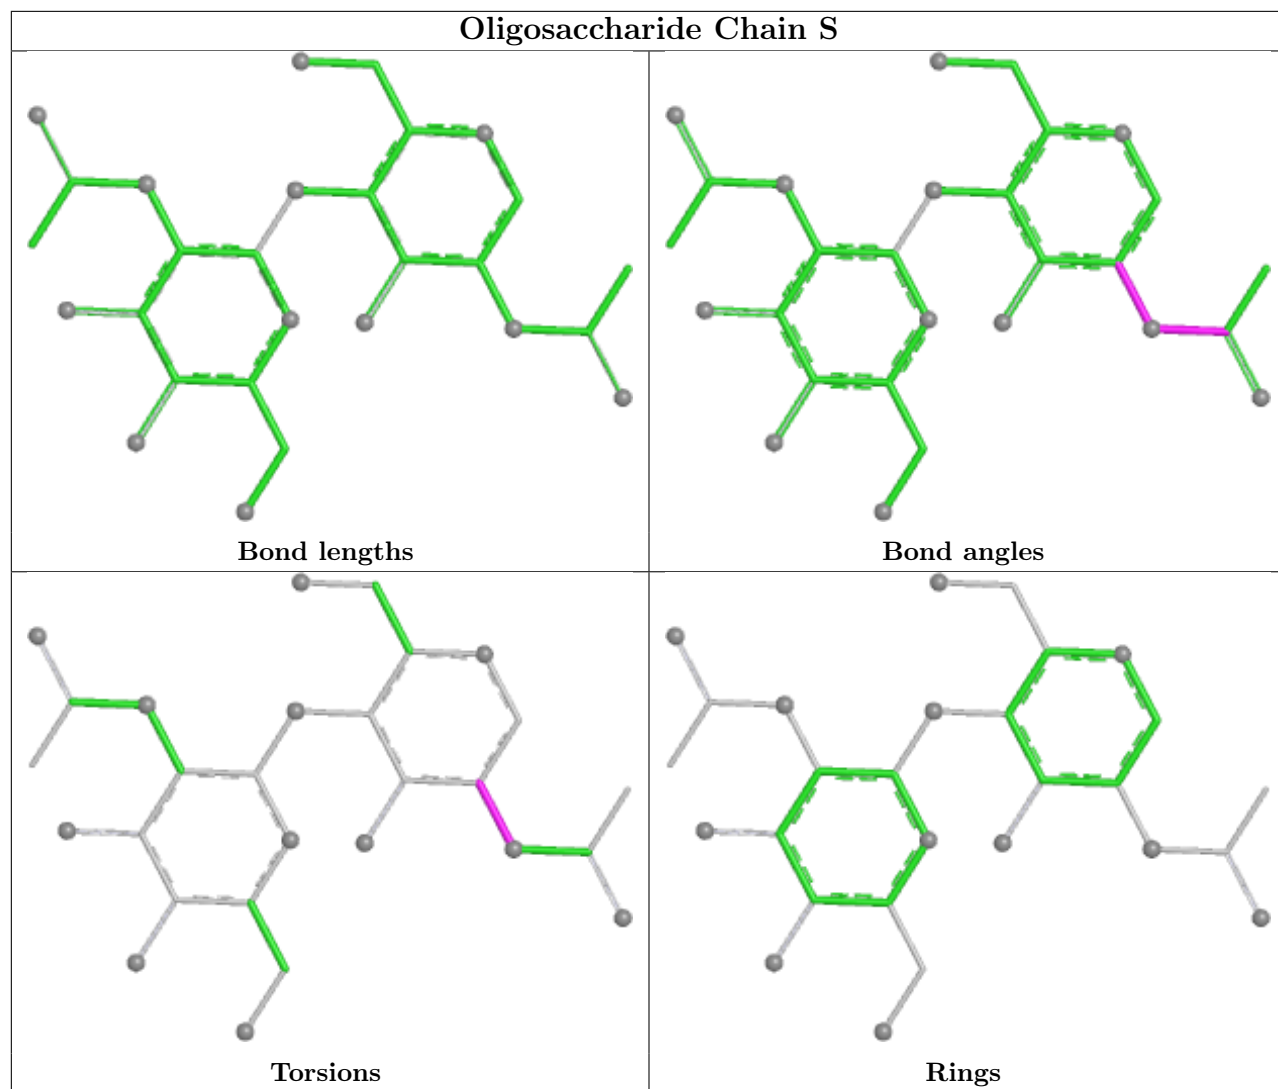 Oligosaccharide Chain S
Bond lengths
Bond angles
Torsions
Rings